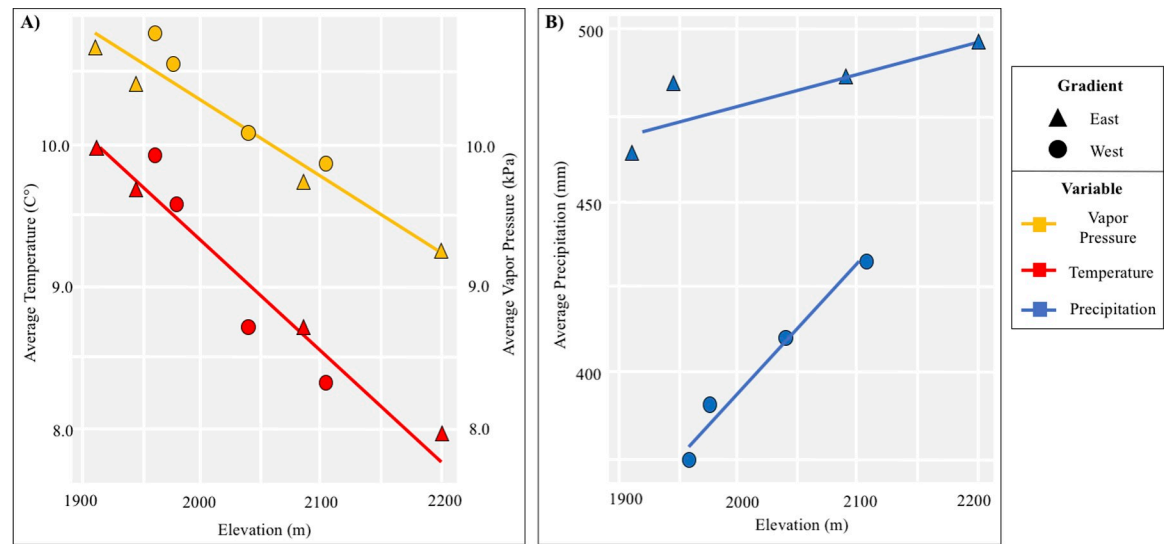 A)
10.0
9.0
8.0
Average Temperature (C°)
10.0
9.0
8.0
Average Vapor Pressure (kPa)
1900
2000
2100
2200
Elevation (m)
B)
500
450
400
Average Precipitation (mm)
1900
2000
2100
2200
Elevation (m)
Gradient
East
West
Variable
Vapor
Pressure
Temperature
Precipitation